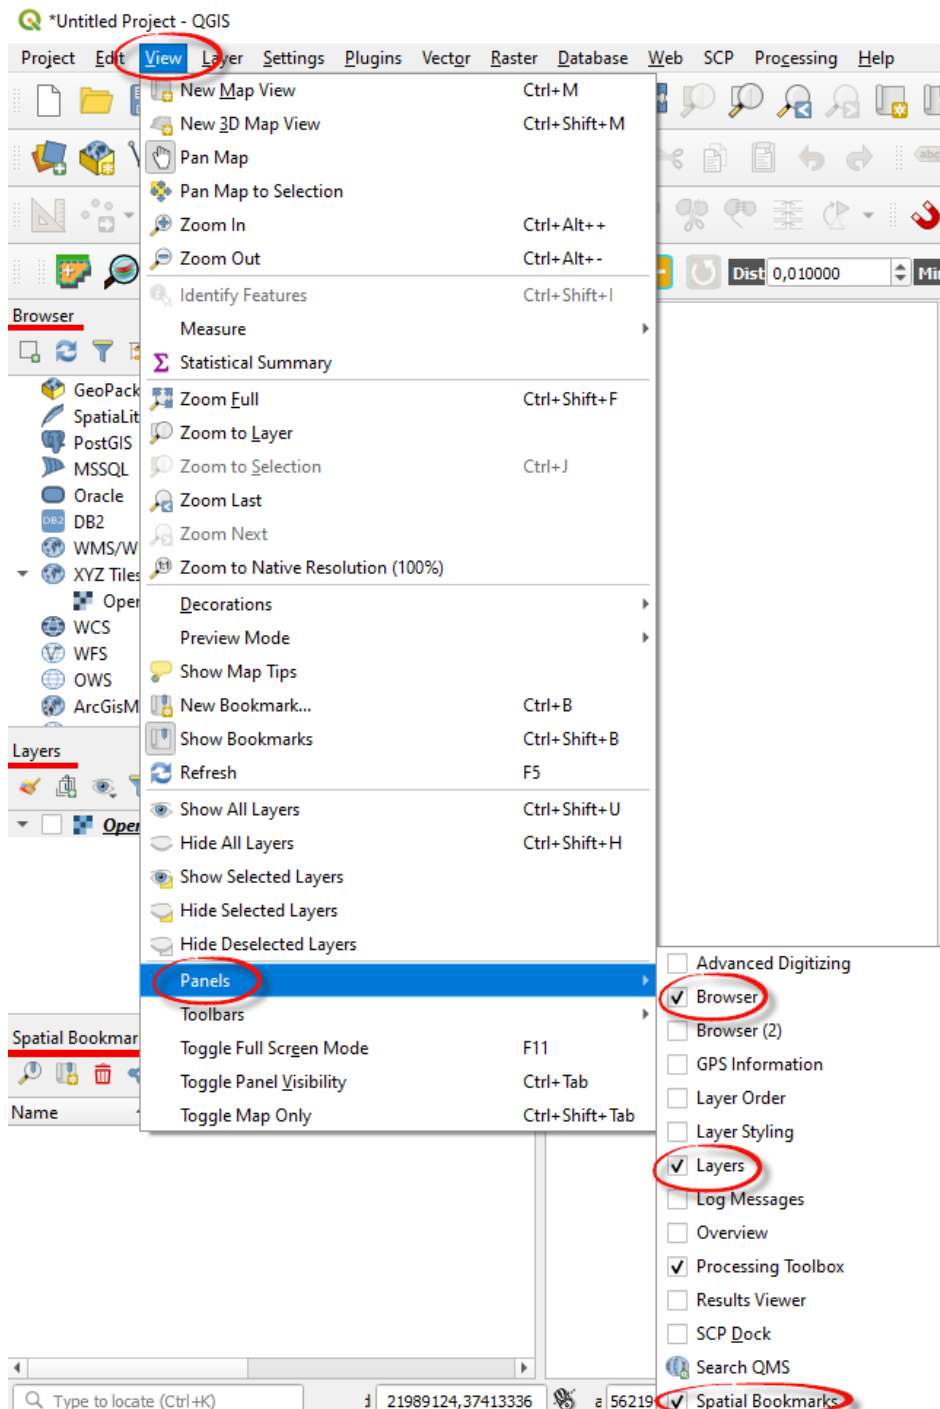 *Untitled Project - QGIS
Project Edit View Layer Settings Plugins Vector Raster Database Web SCP Processing Help
New Map View Ctrl+M
New 3D Map View Ctrl+Shift+M
Pan Map
Pan Map to Selection
Zoom In Ctrl+Alt++
Zoom Out Ctrl+Alt+-
Dist 0,010000
Identify Features Ctrl+Shift+I
Measure
Statistical Summary
Zoom Full Ctrl+Shift+F
Zoom to Layer
Zoom to Selection Ctrl+J
Zoom Last
Zoom Next
Zoom to Native Resolution (100%)
Decorations
Preview Mode
Show Map Tips
New Bookmark... Ctrl+B
Show Bookmarks Ctrl+Shift+B
Refresh F5
Show All Layers Ctrl+Shift+U
Hide All Layers Ctrl+Shift+H
Show Selected Layers
Hide Selected Layers
Hide Deselected Layers
Panels
Toolbars
Toggle Full Screen Mode F11
Toggle Panel Visibility Ctrl+Tab
Toggle Map Only Ctrl+Shift+Tab
Browser
GeoPack
SpatiaLit
PostGIS
MSSQL
Oracle
DB2
WMS/W
XYZ Tiles
Oper
WCS
WFS
OWS
ArcGisM
Layers
Oper
Spatial Bookmar
Name
Advanced Digitizing
Browser
Browser (2)
GPS Information
Layer Order
Layer Styling
Layers
Log Messages
Overview
Processing Toolbox
Results Viewer
SCP Dock
Search QMS
Spatial Bookmarks
Type to locate (Ctrl+K) 21989124,37413336 a 56219